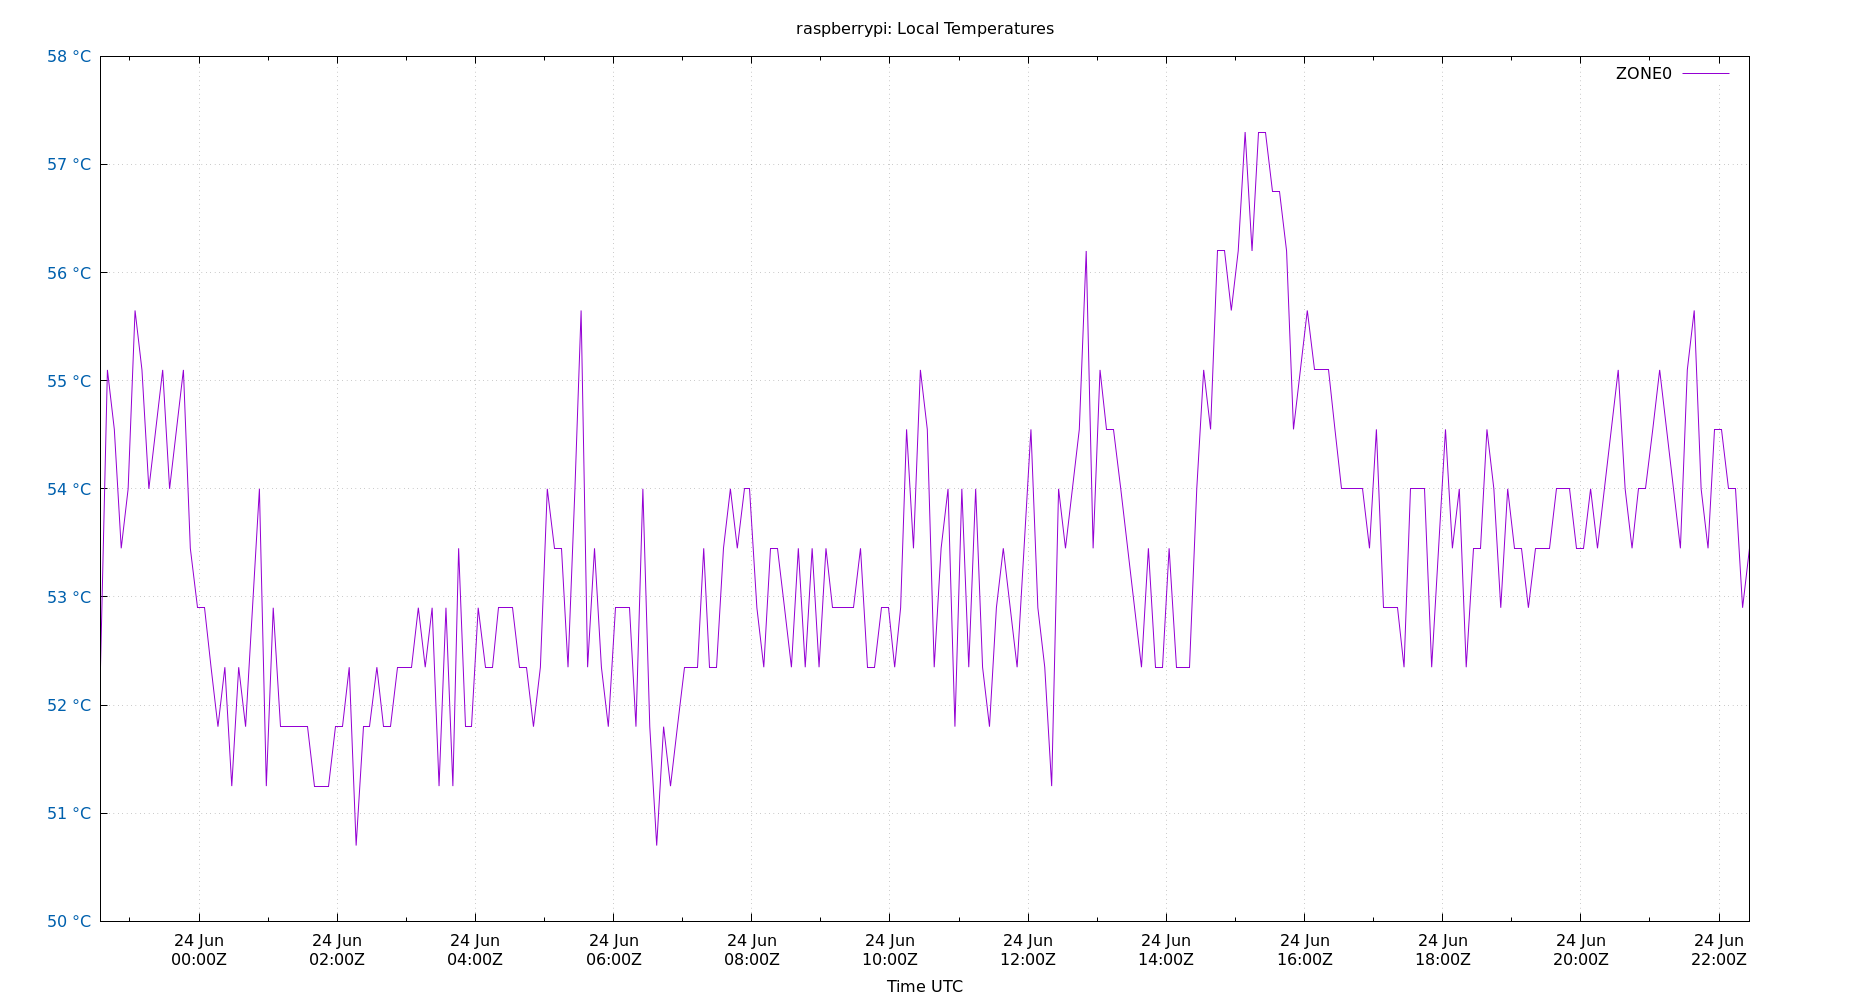 raspberrypi: Local Temperatures
58 °C
ZONE0
57 °C
56 °C
55 °C
54 °C
53 °C
52 °C
51 °C
50 °C
24 Jun 24 Jun 24 Jun 24 Jun 24 Jun 24 Jun 24 Jun 24 Jun 24 Jun 24 Jun 24 Jun 24 Jun
00:00Z 02:00Z 04:00Z 06:00Z 08:00Z 10:00Z 12:00Z 14:00Z 16:00Z 18:00Z 20:00Z 22:00Z
Time UTC